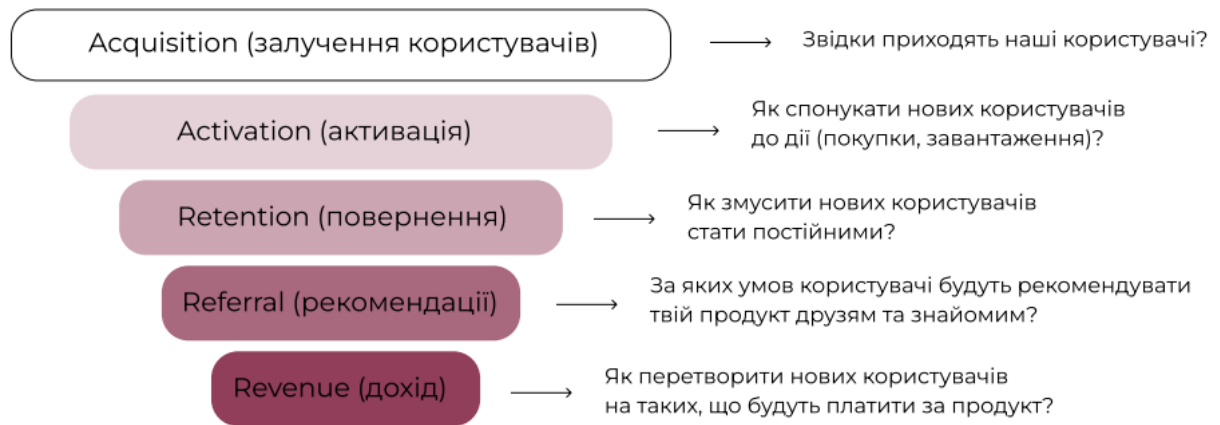 Acquisition (залучення користувачів)
Звідки приходять наші користувачі?
Activation (активація)
Як спонукати нових користувачів
до дії (покупки, завантаження)?
Retention (повернення)
Як змусити нових користувачів
стати постійними?
Referral (рекомендації)
За яких умов користувачі будуть рекомендувати
твій продукт друзям та знайомим?
Revenue (дохід)
Як перетворити нових користувачів
на таких, що будуть платити за продукт?